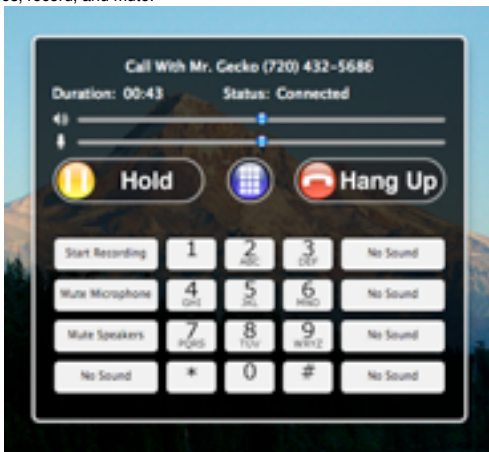 record, and mute.
Call With Mr. Gecko (720) 432-5686
Duration: 00:43 Status: Connected
Hold Hang Up
Start Recording 1 2 ABC 3 DEF No Sound
Mute Microphone 4 GHI 5 JKL 6 MNO No Sound
Mute Speakers 7 PQRS 8 TUV 9 WXYZ No Sound
No Sound * 0 # No Sound